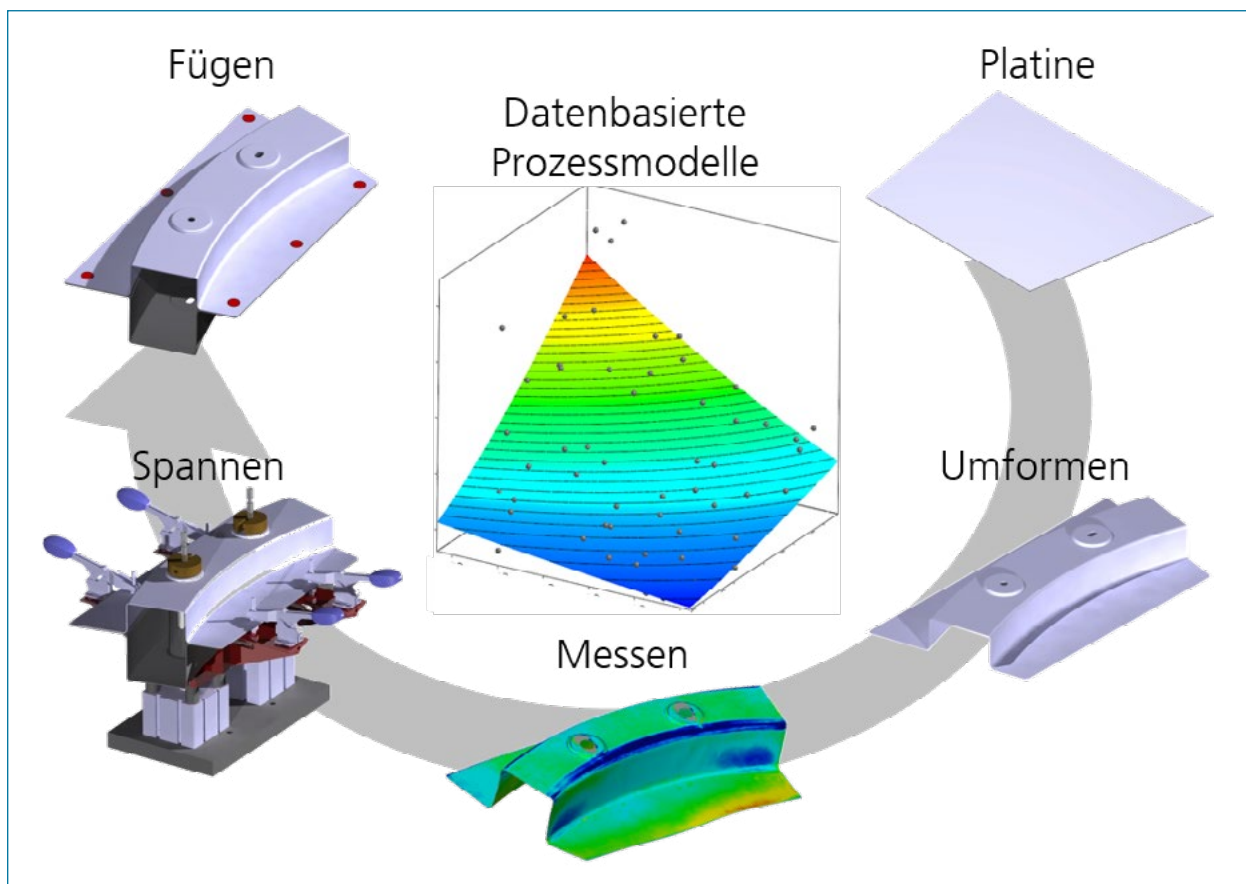 Fügen
Platine
Datenbasierte
Prozessmodelle
Spannen
Umformen
Messen